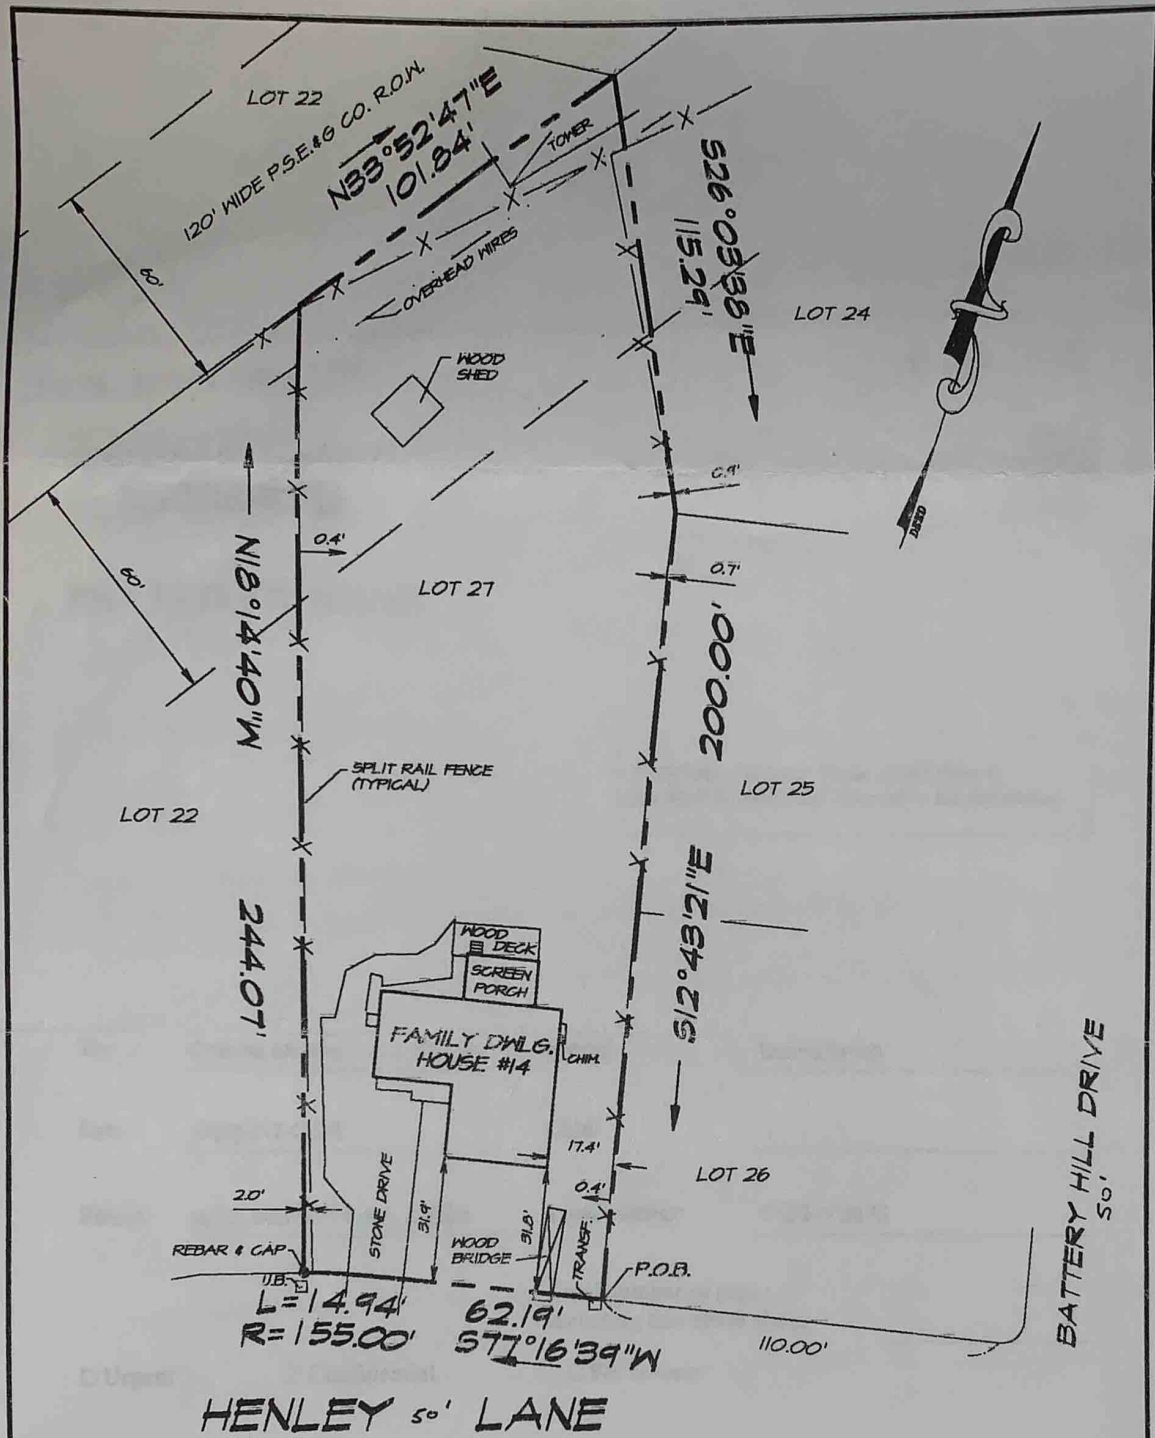 LOT 22
120' WIDE P.S.E.&G CO. R.O.W.
N33°52'47"E
101.84'
TOWER
S26°03'38"E
115.29'
60'
OVERHEAD WIRES
LOT 24
WOOD
SHED
DEED
0.9'
60'
0.4'
LOT 27
0.7'
N18°14'40"W
200.00'
SPLIT RAIL FENCE
(TYPICAL)
LOT 22
LOT 25
244.07'
S12°43'21"E
WOOD
DECK
SCREEN
PORCH
FAMILY DWLG.
HOUSE #14
CHIM.
17.4'
LOT 26
0.4'
2.0'
STONE DRIVE
31.9'
31.8'
WOOD
BRIDGE
TRANSF.
REBAR & CAP
P.O.B.
L=14.94'
R=155.00'
62.19'
S77°16'39"W
110.00'
BATTERY HILL DRIVE
50'
HENLEY 50' LANE